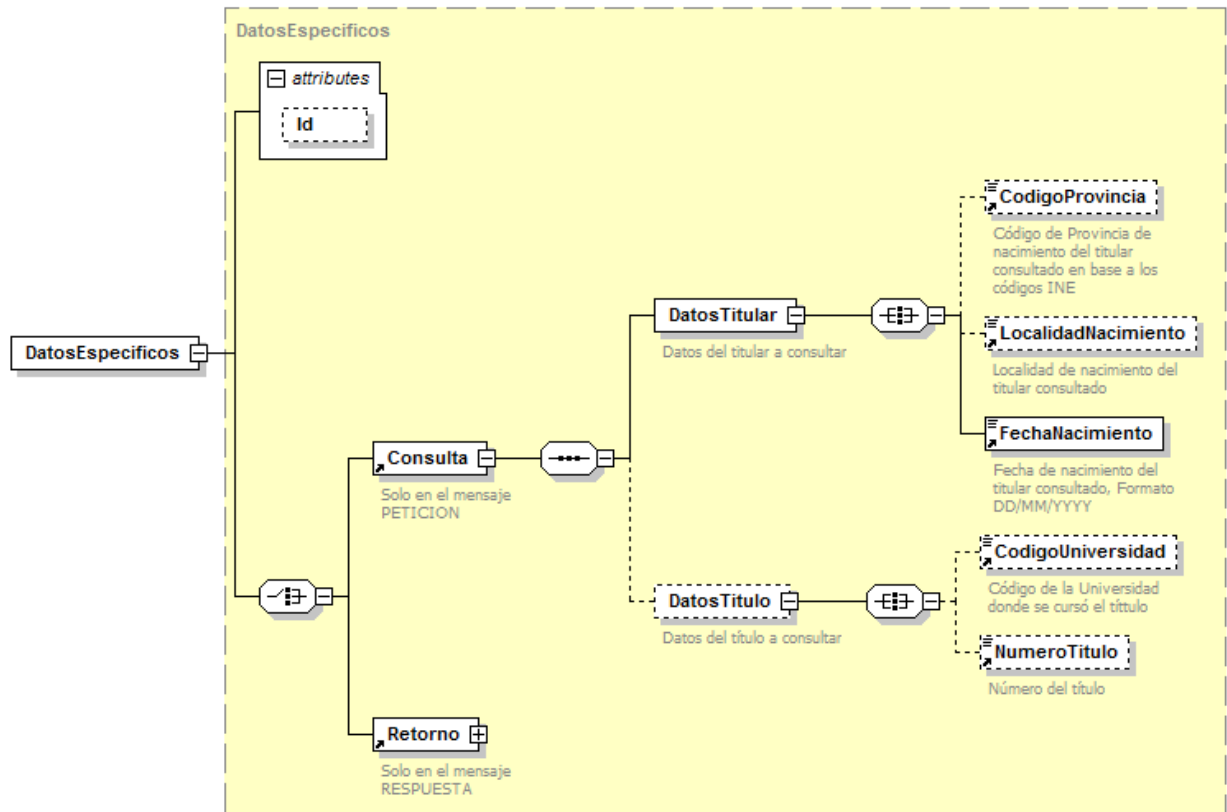 DatosEspecificos
attributes
Id
CodigoProvincia
Código de Provincia de
nacimiento del titular
consultado en base a los
códigos INE
DatosTitular
Datos del titular a consultar
LocalidadNacimiento
Localidad de nacimiento del
titular consultado
DatosEspecificos
FechaNacimiento
Fecha de nacimiento del
titular consultado, Formato
DD/MM/YYYY
Consulta
Solo en el mensaje
PETICION
CodigoUniversidad
Código de la Universidad
donde se cursó el títtulo
DatosTitulo
Datos del título a consultar
NumeroTitulo
Número del título
Retorno
Solo en el mensaje
RESPUESTA